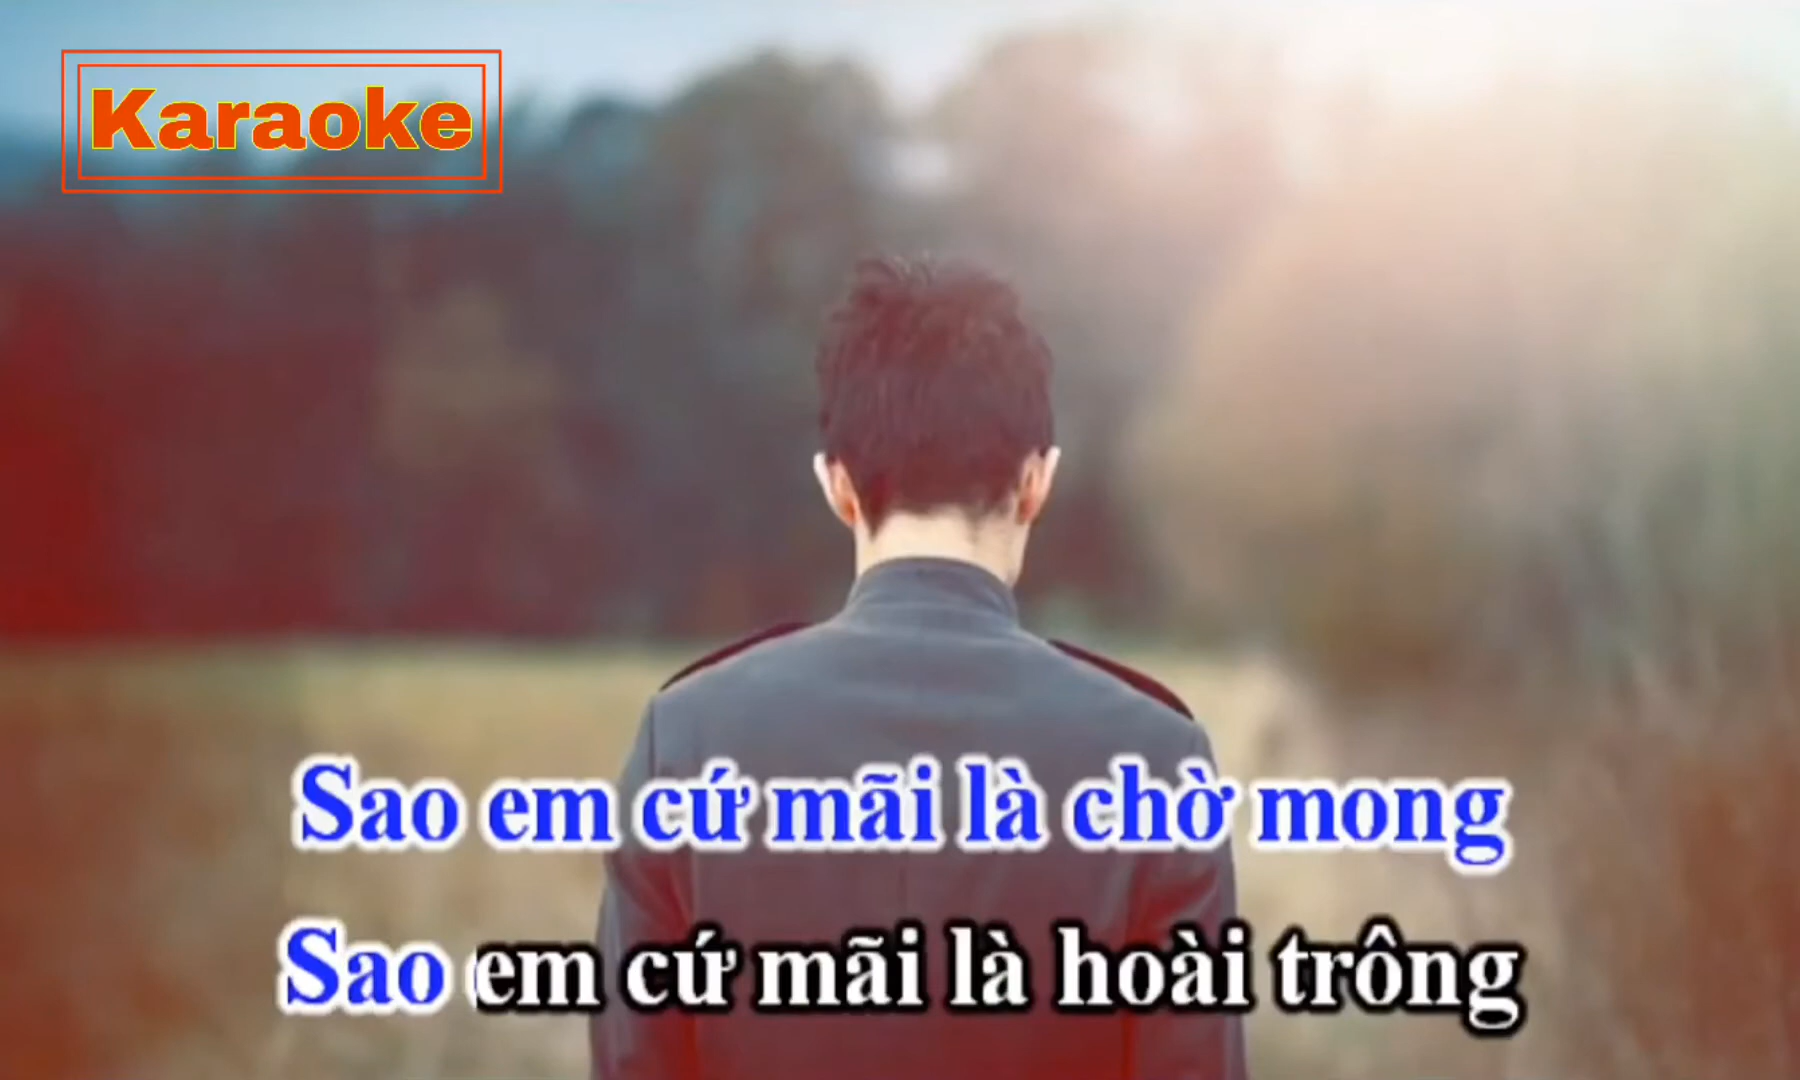 Karaoke
Sao em cứ mãi là chờ mong
Sao em cứ mãi là hoài trông